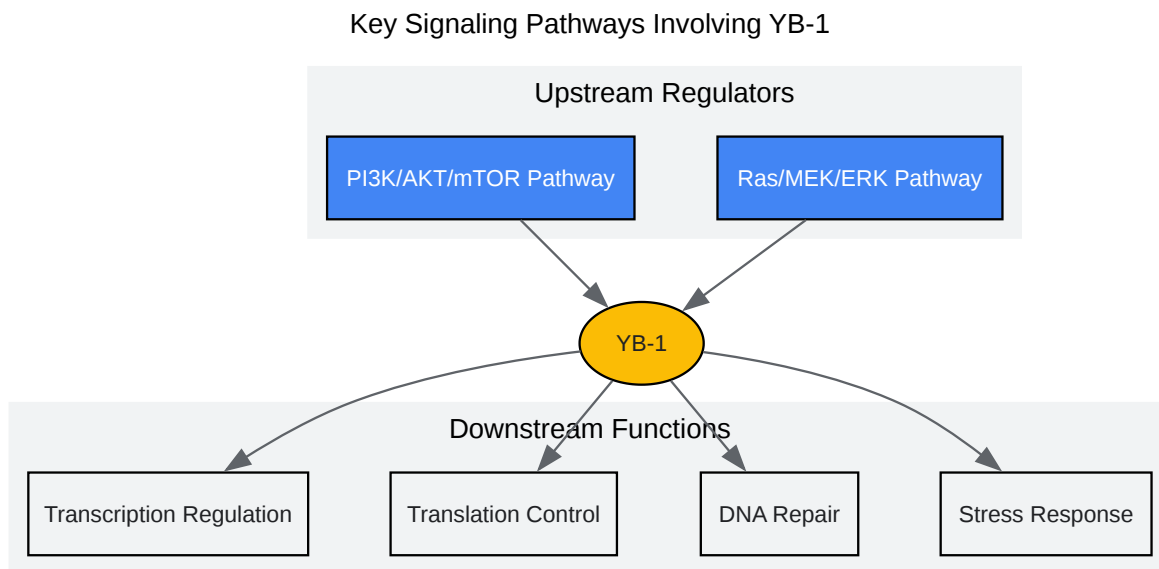 Key Signaling Pathways Involving YB-1
Upstream Regulators
PI3K/AKT/mTOR Pathway
Ras/MEK/ERK Pathway
YB-1
Downstream Functions
Transcription Regulation
Translation Control
DNA Repair
Stress Response